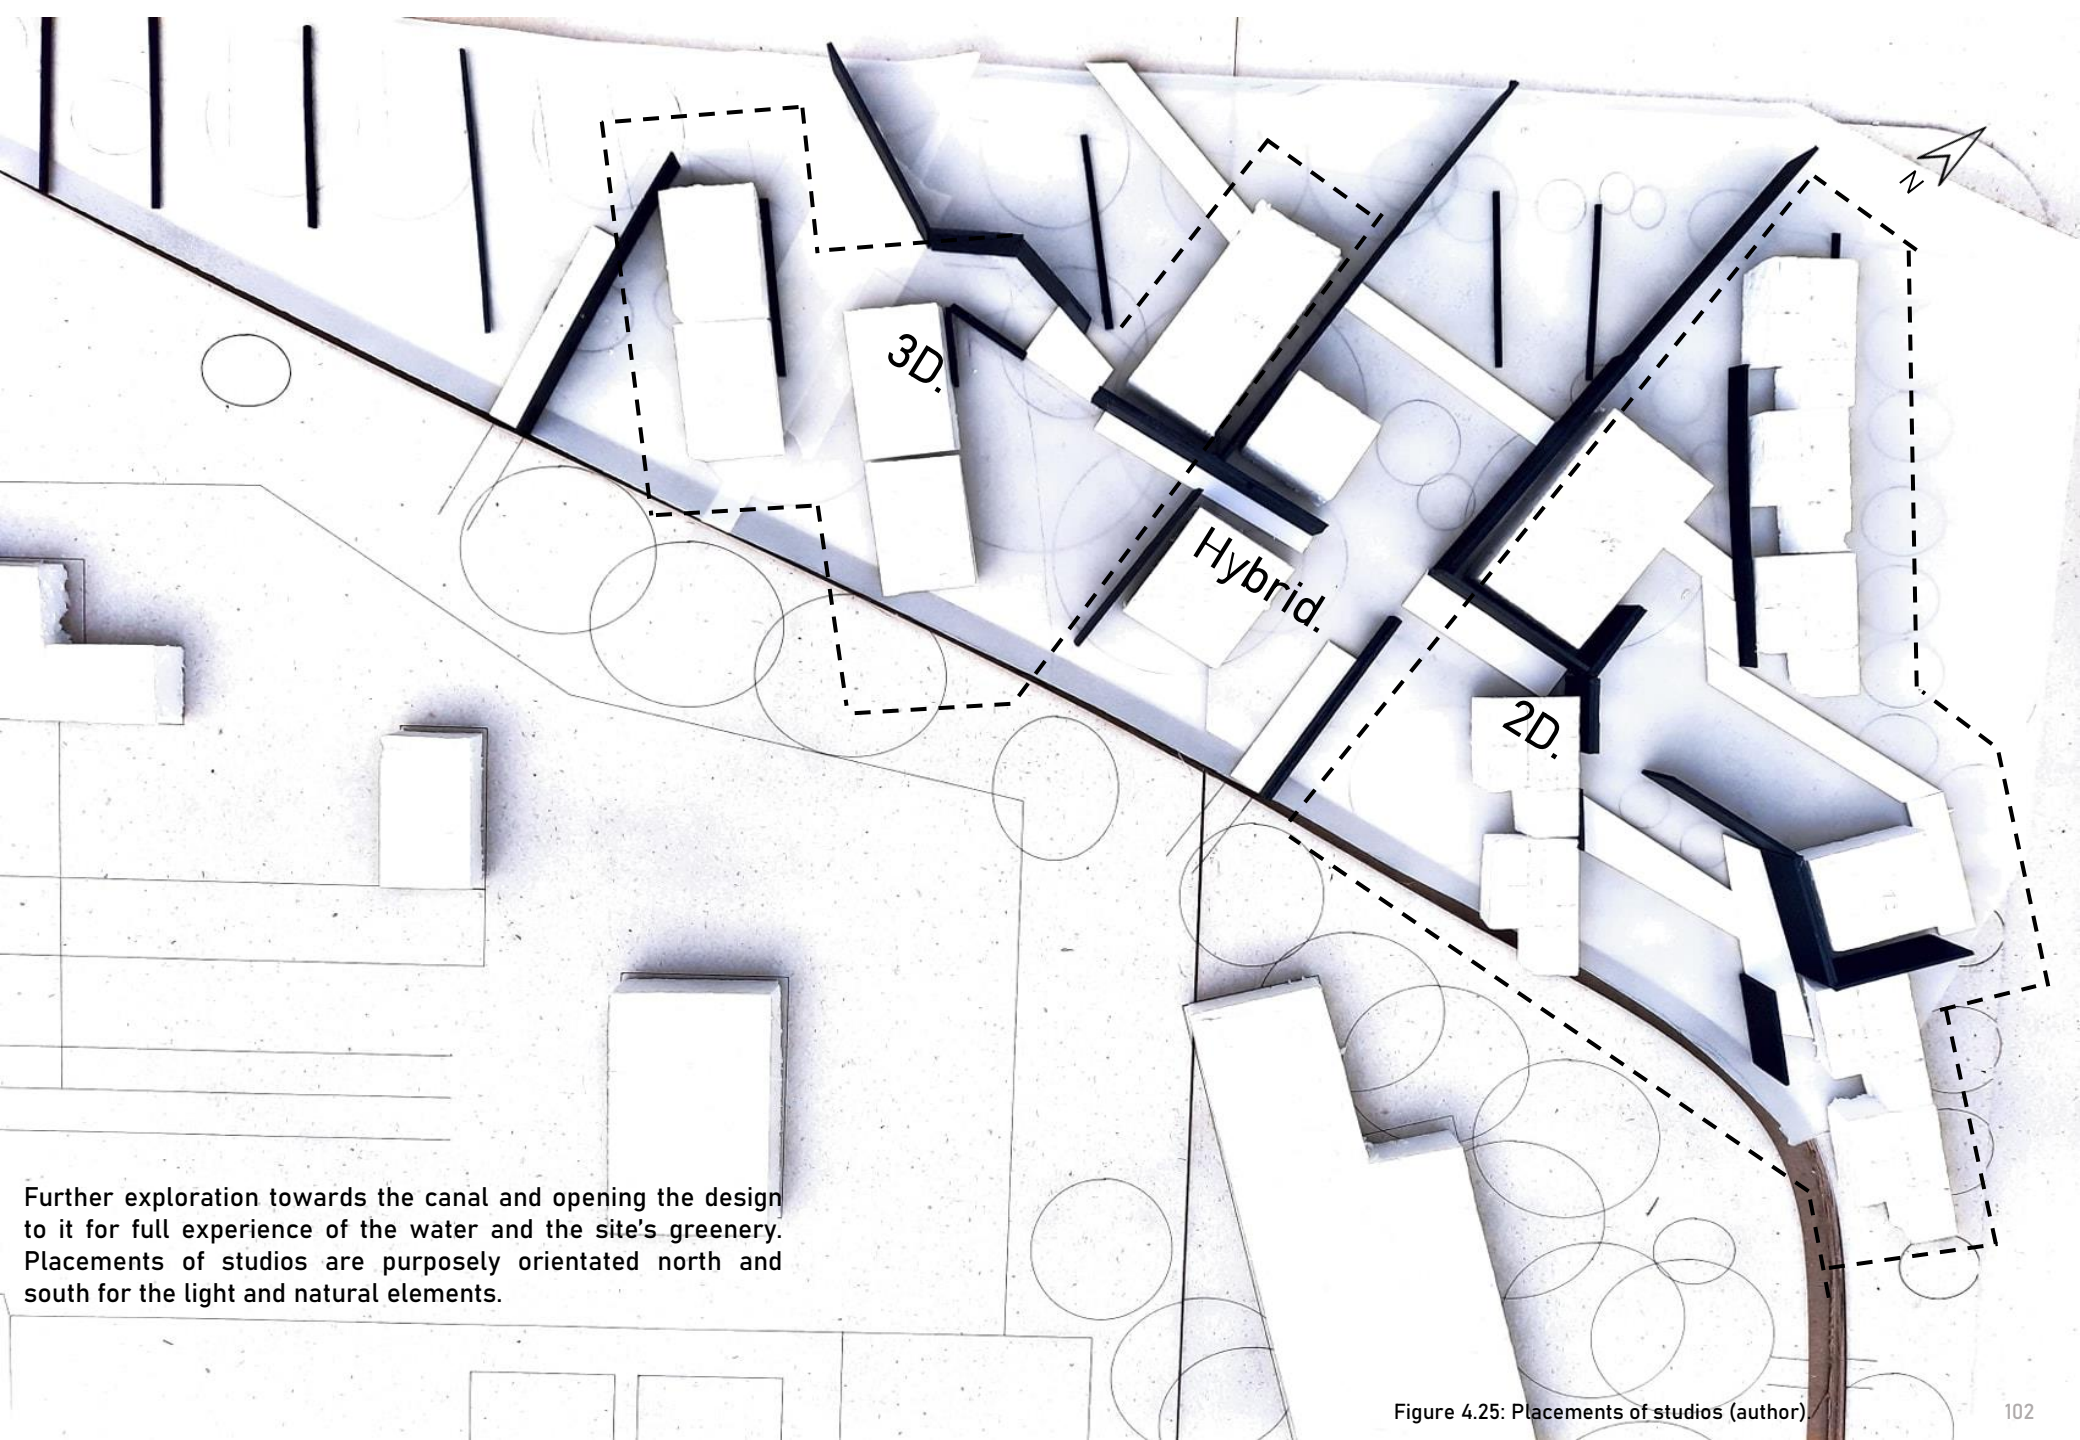 N
3D.
Hybrid.
2D.
Further exploration towards the canal and opening the design
to it for full experience of the water and the site's greenery.
Placements of studios are purposely orientated north and
south for the light and natural elements.
Figure 4.25: Placements of studios (author).
102